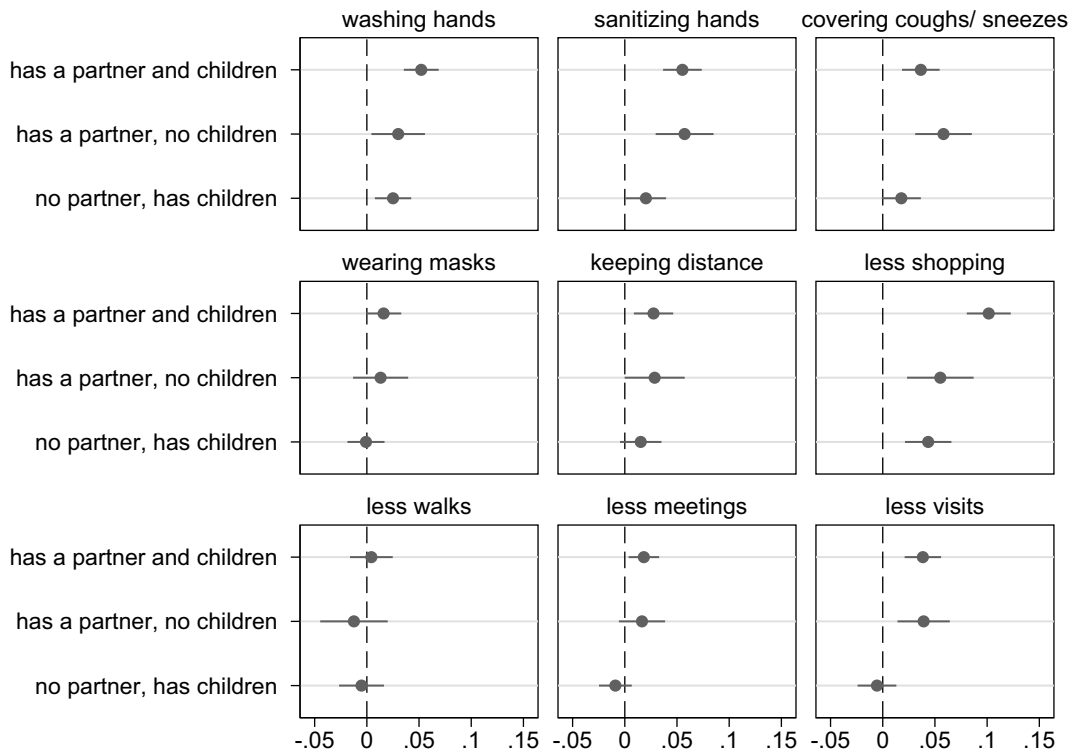 washing hands
sanitizing hands
covering coughs/ sneezes
has a partner and children
has a partner, no children
no partner, has children
wearing masks
keeping distance
less shopping
has a partner and children
has a partner, no children
no partner, has children
less walks
less meetings
less visits
has a partner and children
has a partner, no children
no partner, has children
-.05 0 .05 .1 .15
-.05 0 .05 .1 .15
-.05 0 .05 .1 .15